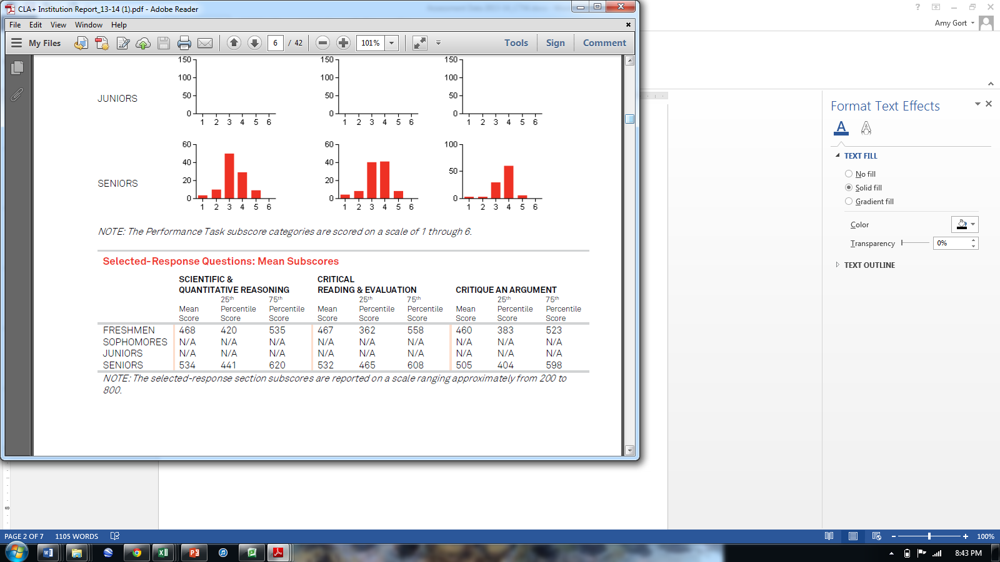 CLA+ Institution Report_13-14 (1).pdf - Adobe Reader
File Edit View Window Help
My Files 6 / 42 101% Tools Sign Comment
Amy Gort
150 150 150
100 100 100
50 50 50
JUNIORS
0 0 0
1 2 3 4 5 6 1 2 3 4 5 6 1 2 3 4 5 6
60 60 100
40 40
50
20 20
SENIORS
0 0 0
1 2 3 4 5 6 1 2 3 4 5 6 1 2 3 4 5 6
NOTE: The Performance Task subscore categories are scored on a scale of 1 through 6.
Selected-Response Questions: Mean Subscores
SCIENTIFIC & CRITICAL
QUANTITATIVE REASONING READING & EVALUATION CRITIQUE AN ARGUMENT
25th 75th 25th 75th 25th 75th
Mean Percentile Percentile Mean Percentile Percentile Mean Percentile Percentile
Score Score Score Score Score Score Score Score Score
FRESHMEN 468 420 535 467 362 558 460 383 523
SOPHOMORES N/A N/A N/A N/A N/A N/A N/A N/A N/A
JUNIORS N/A N/A N/A N/A N/A N/A N/A N/A N/A
SENIORS 534 441 620 532 465 608 505 404 598
NOTE: The selected-response section subscores are reported on a scale ranging approximately from 200 to
800.
Format Text Effects
TEXT FILL
No fill
Solid fill
Gradient fill
Color
Transparency 0%
TEXT OUTLINE
8
PAGE 2 OF 7 1105 WORDS 100%
8:43 PM